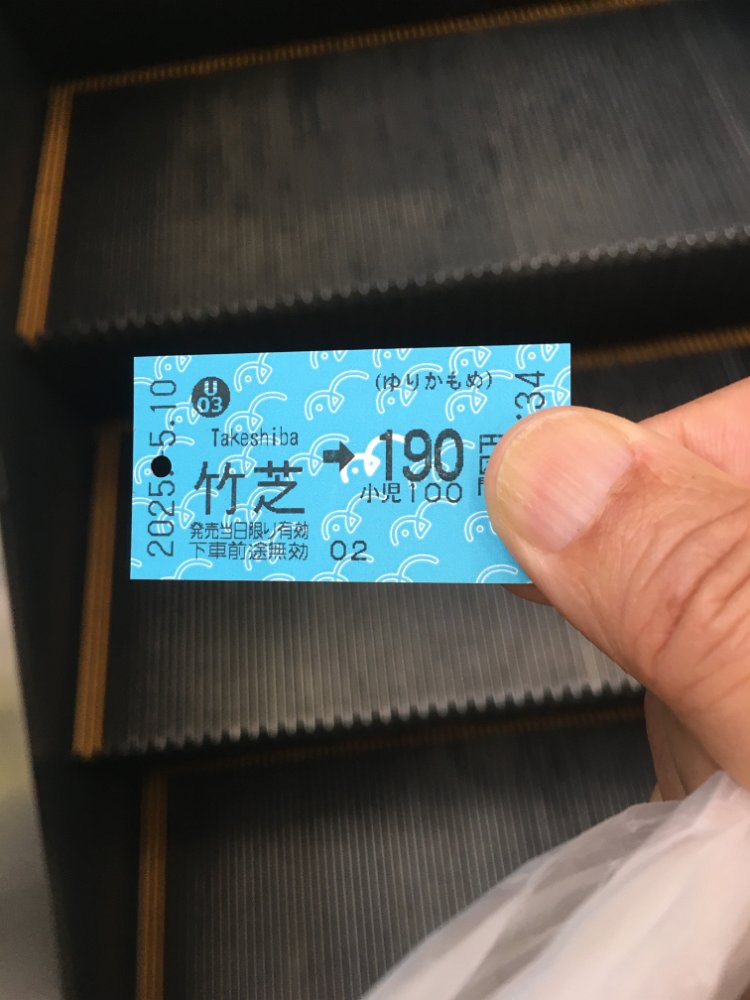 2025.-5.10
:34
U
03
(ゆりかもめ)
Takeshiba
竹芝 ➡ 190円区
小児100
発売当日限り有効
下車前途無効 02